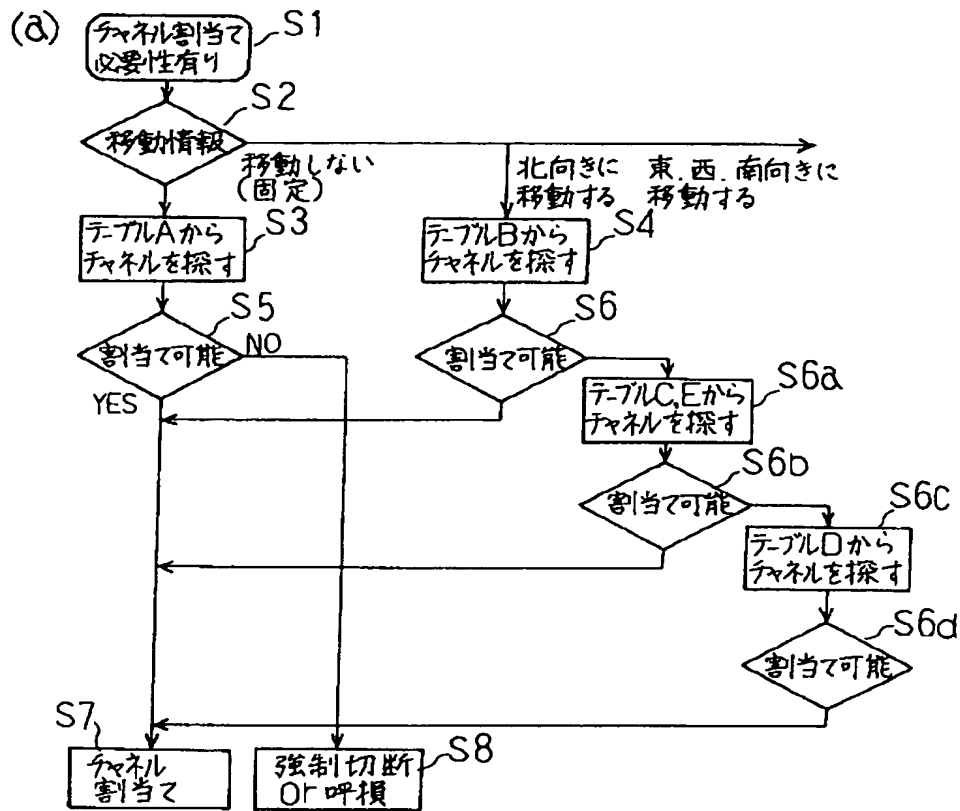 (a)
チャネル割当て
必要性有り
S1
S2
移動情報
移動しない
(固定)
北向きに
移動する
東、西、南向きに
移動する
S3
テーブルAから
チャネルを探す
S4
テーブルBから
チャネルを探す
S5
割当て可能
NO
YES
S6
割当て可能
S6a
テーブルC,Eから
チャネルを探す
S6b
割当て可能
S6c
テーブルDから
チャネルを探す
S6d
割当て可能
S7
チャネル
割当て
S8
強制切断
or 呼損